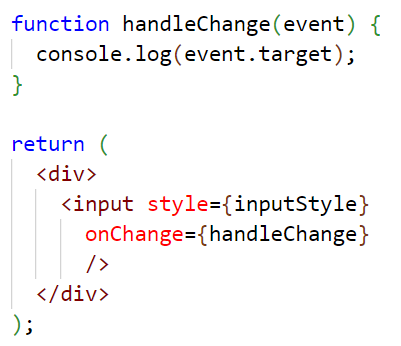 function handleChange(event) {
  console.log(event.target);
}

return (
  <div>
    <input style={inputStyle}
      onChange={handleChange}
      />
  </div>
);